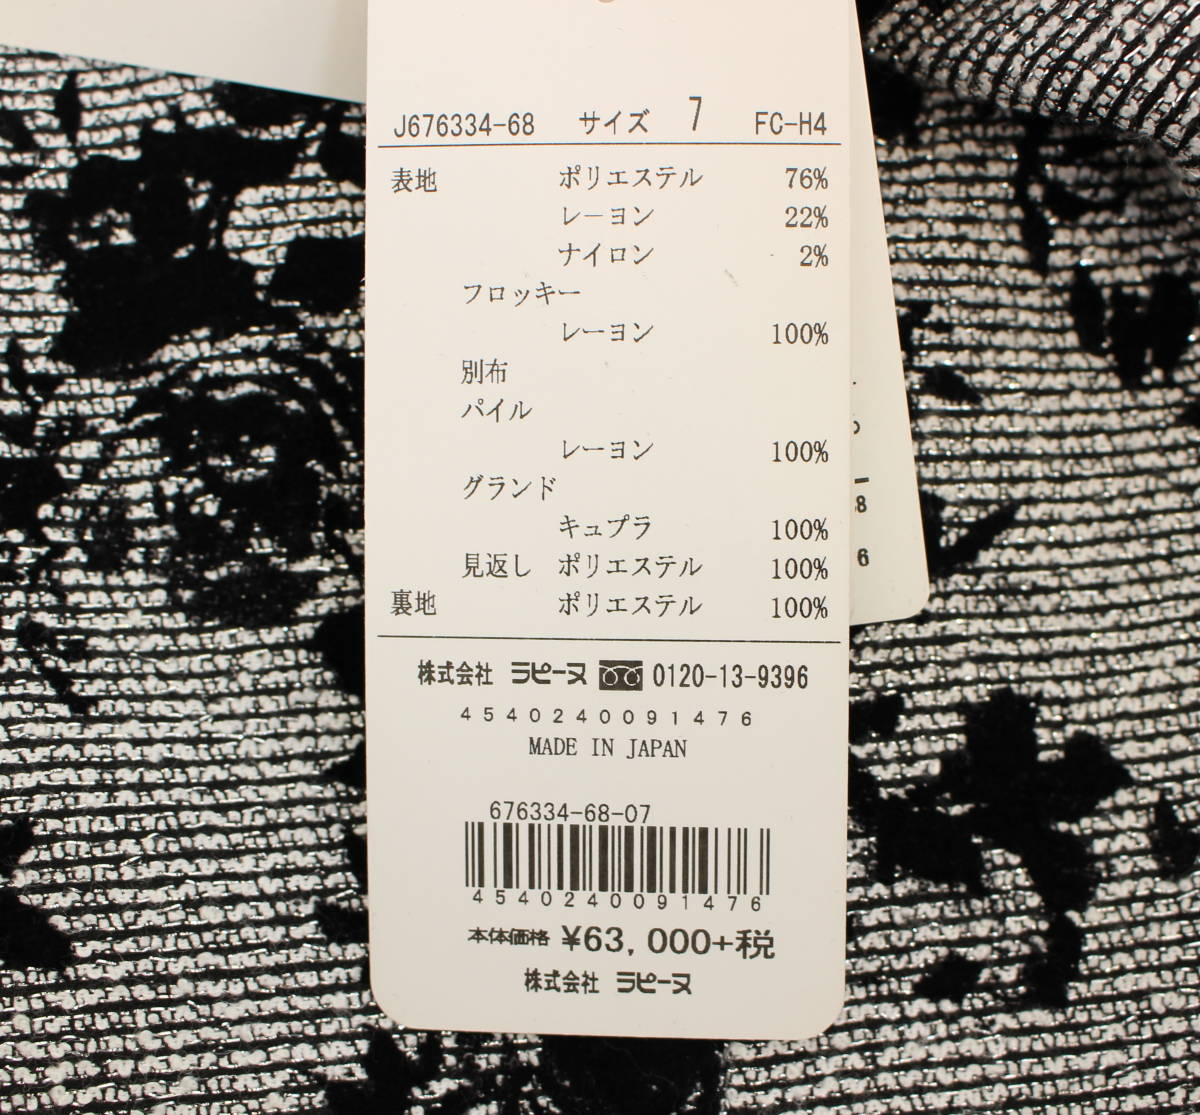 J676334-68 サイズ 7 FC-H4
表地 ポリエステル 76%
レーヨン 22%
ナイロン 2%
フロッキー
レーヨン 100%
別布
パイル
レーヨン 100%
グランド
キュプラ 100%
見返し ポリエステル 100%
裏地 ポリエステル 100%
株式会社 ラピーヌ 0120-13-9396
4540240091476
MADE IN JAPAN
676334-68-07
4540240091476
本体価格 ¥63,000+税
株式会社 ラピーヌ
8
6